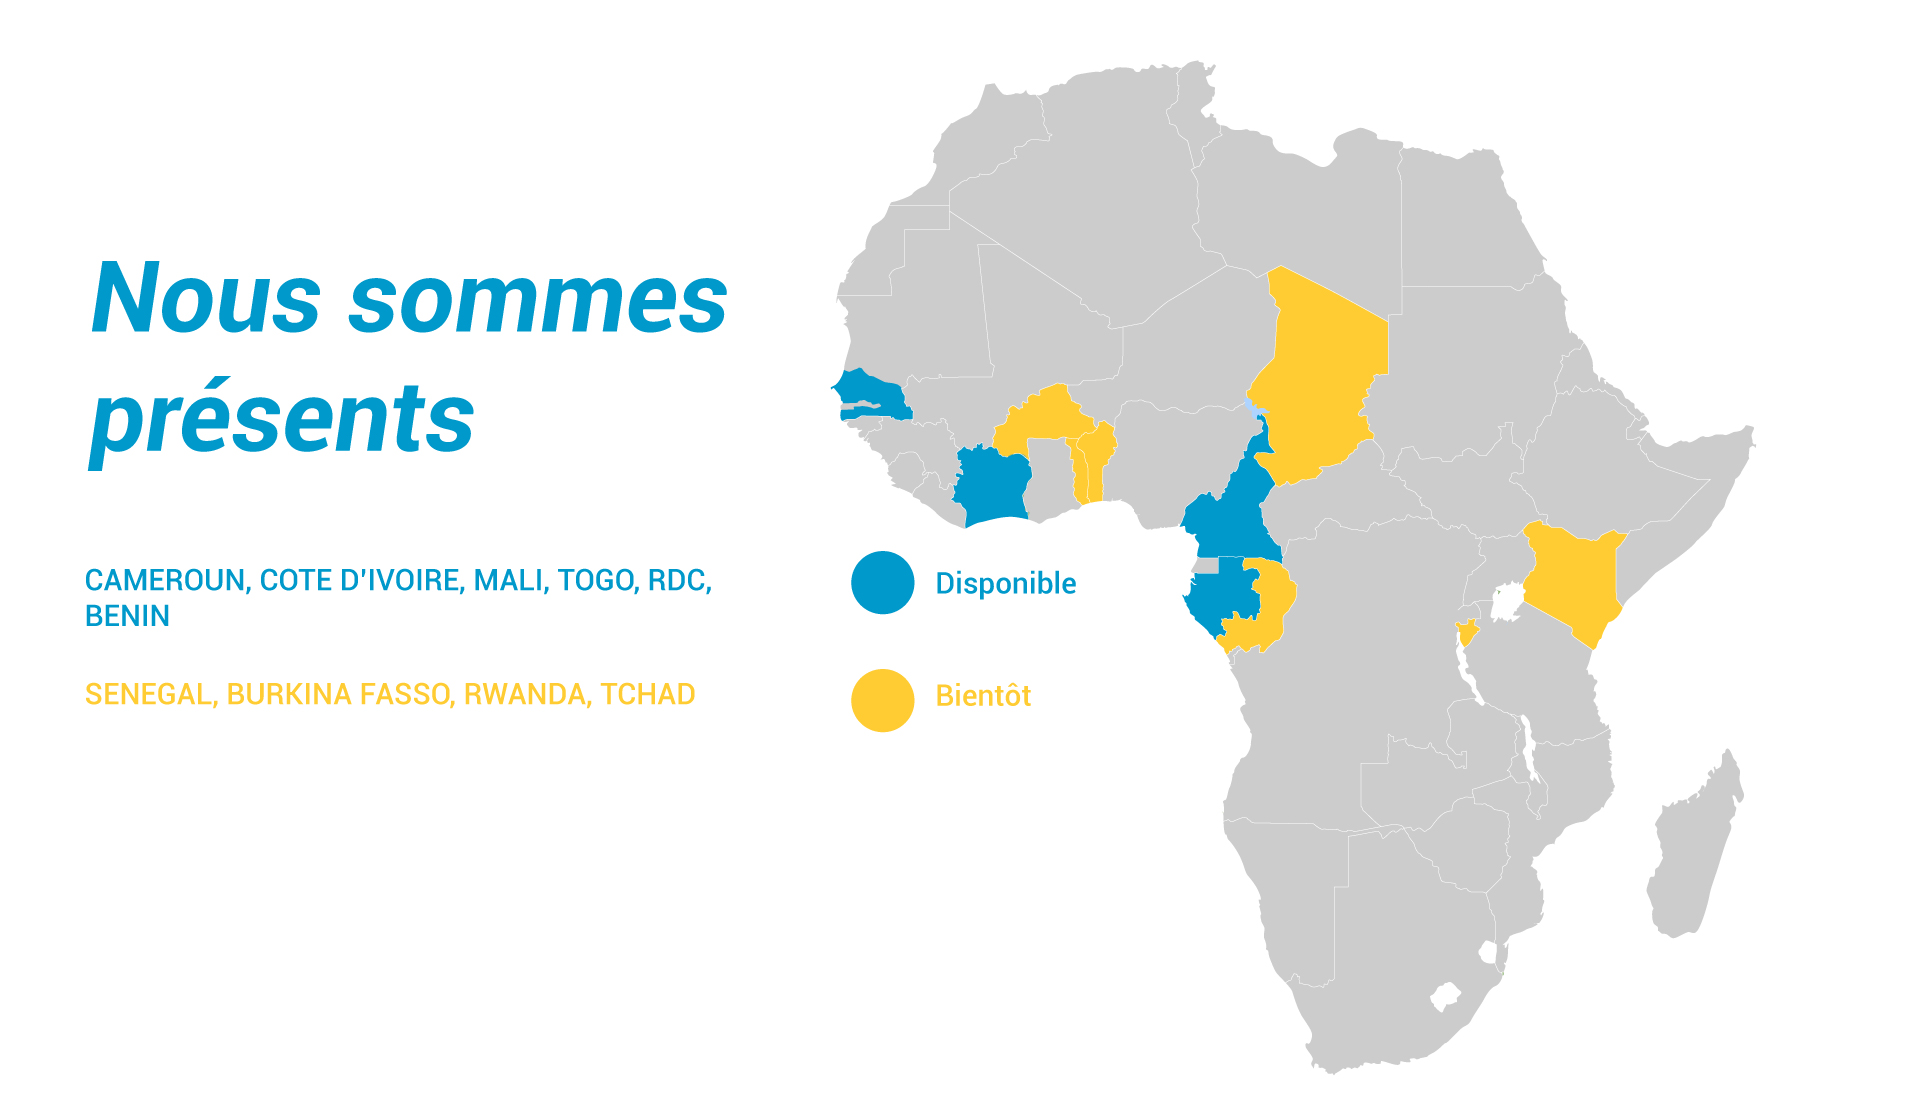 Nous sommes
présents
CAMEROUN, COTE D'IVOIRE, MALI, TOGO, RDC,
BENIN
SENEGAL, BURKINA FASSO, RWANDA, TCHAD
Disponible
Bientôt